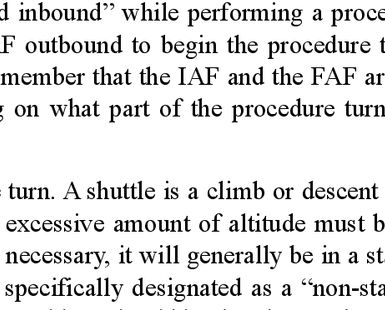 d inbound” while performing a proce
F outbound to begin the procedure t
member that the IAF and the FAF ar
g on what part of the procedure turn
turn. A shuttle is a climb or descent
excessive amount of altitude must b
necessary, it will generally be in a sta
specifically designated as a “non-sta